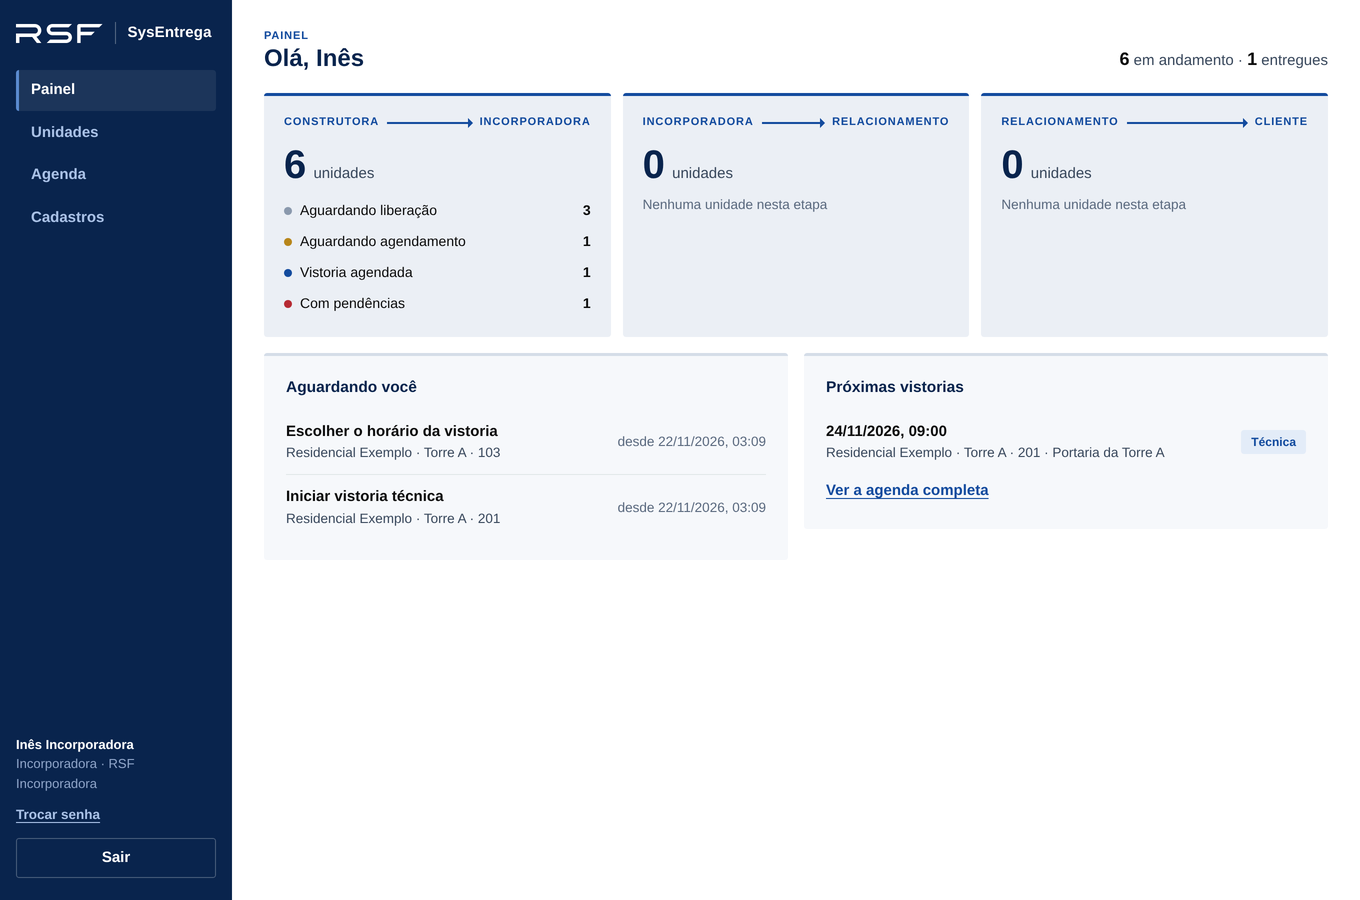 RSF SysEntrega
Painel
Unidades
Agenda
Cadastros
Inês Incorporadora
Incorporadora · RSF
Incorporadora
Trocar senha
Sair
PAINEL
Olá, Inês
6 em andamento · 1 entregues
CONSTRUTORA INCORPORADORA
6 unidades
Aguardando liberação 3
Aguardando agendamento 1
Vistoria agendada 1
Com pendências 1
INCORPORADORA RELACIONAMENTO
0 unidades
Nenhuma unidade nesta etapa
RELACIONAMENTO CLIENTE
0 unidades
Nenhuma unidade nesta etapa
Aguardando você
Escolher o horário da vistoria
Residencial Exemplo · Torre A · 103
desde 22/11/2026, 03:09
Iniciar vistoria técnica
Residencial Exemplo · Torre A · 201
desde 22/11/2026, 03:09
Próximas vistorias
24/11/2026, 09:00
Residencial Exemplo · Torre A · 201 · Portaria da Torre A
Técnica
Ver a agenda completa